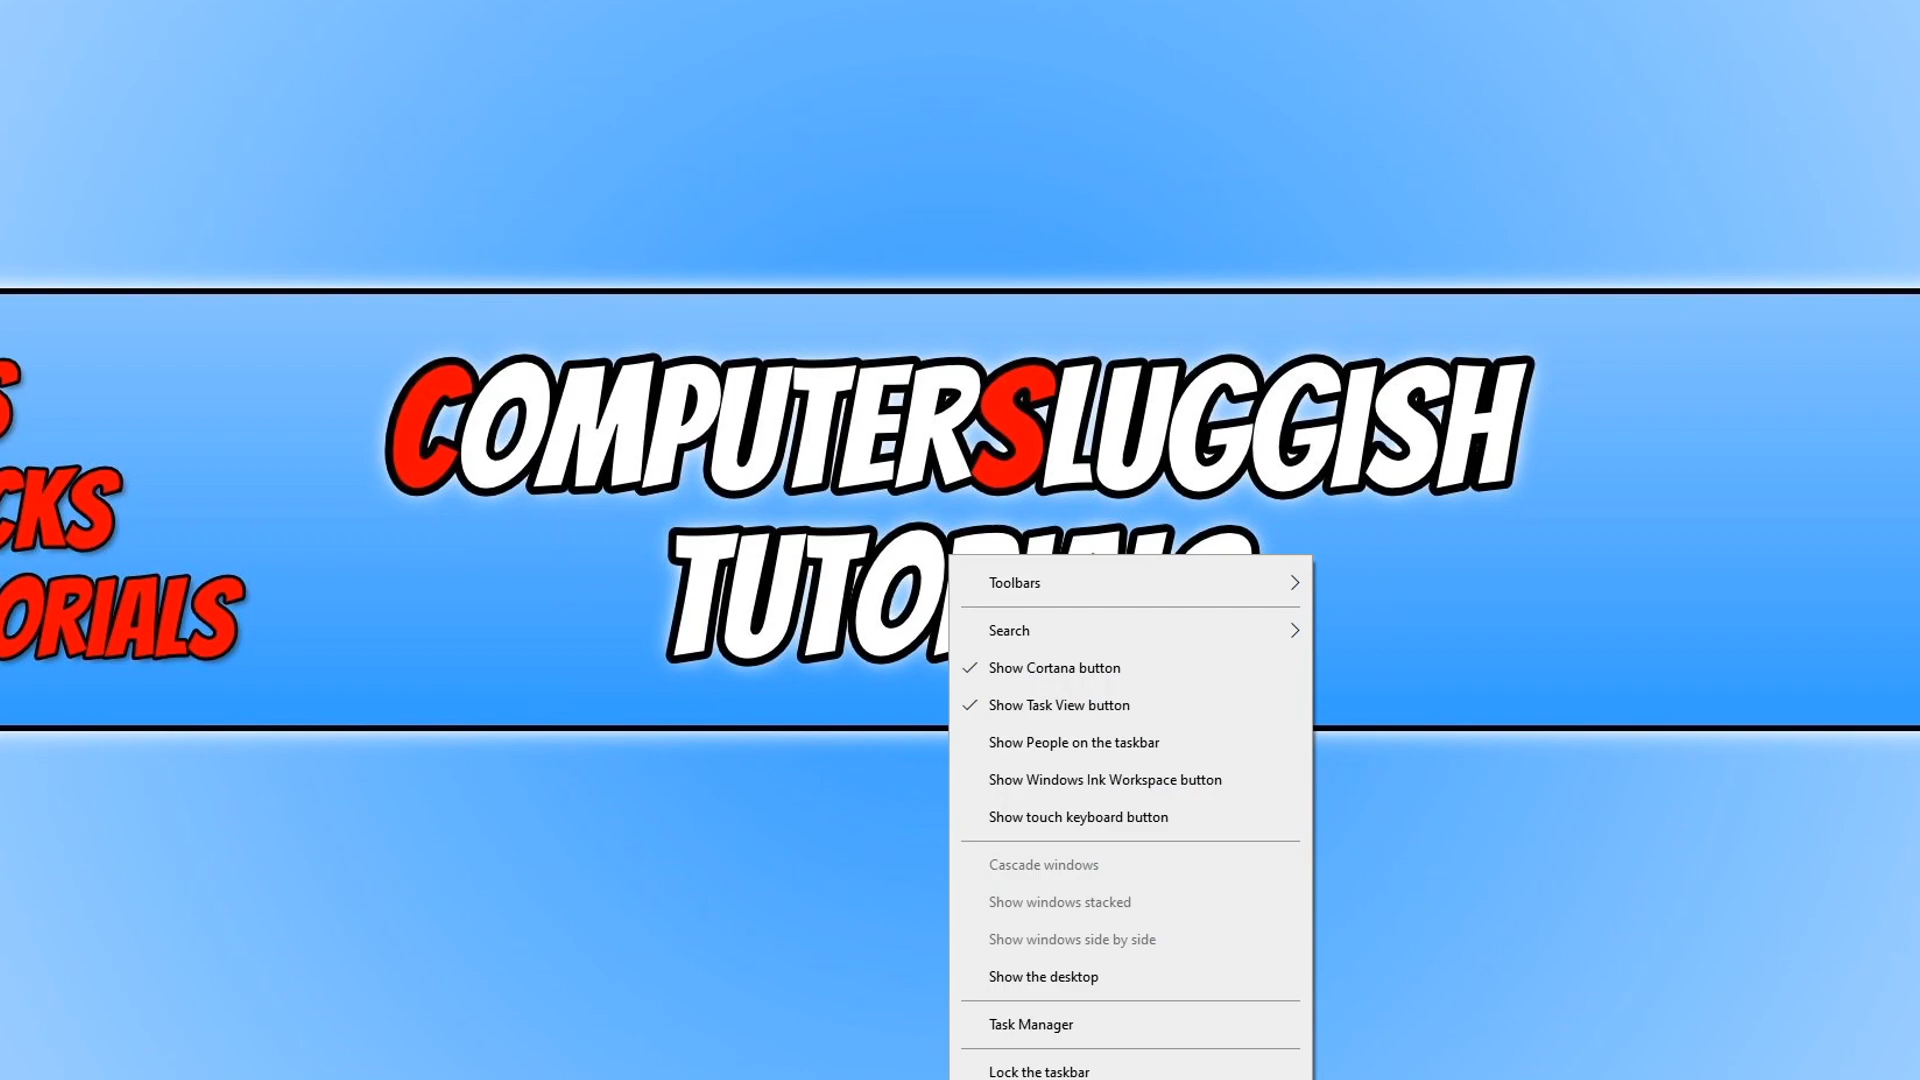 COMPUTERSLUGGISH
CKS
TUTO
ORIALS
Toolbars
Search
Show Cortana button
Show Task View button
Show People on the taskbar
Show Windows Ink Workspace button
Show touch keyboard button
Cascade windows
Show windows stacked
Show windows side by side
Show the desktop
Task Manager
Lock the taskbar